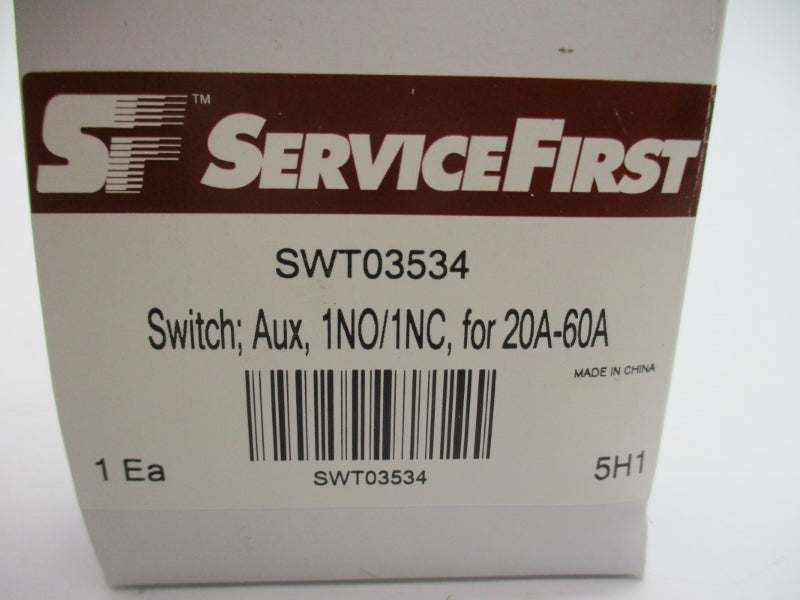 SF™ SERVICEFIRST
SWT03534
Switch; Aux, 1NO/1NC, for 20A-60A
MADE IN CHINA
1 Ea
SWT03534
5H1